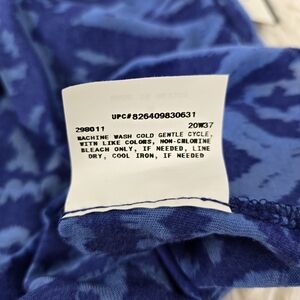 UPC#826409830631
298011 20W37
MACHINE WASH COLD GENTLE CYCLE,
WITH LIKE COLORS, NON-CHLORINE
BLEACH ONLY, IF NEEDED, LINE
DRY, COOL IRON, IF NEEDED